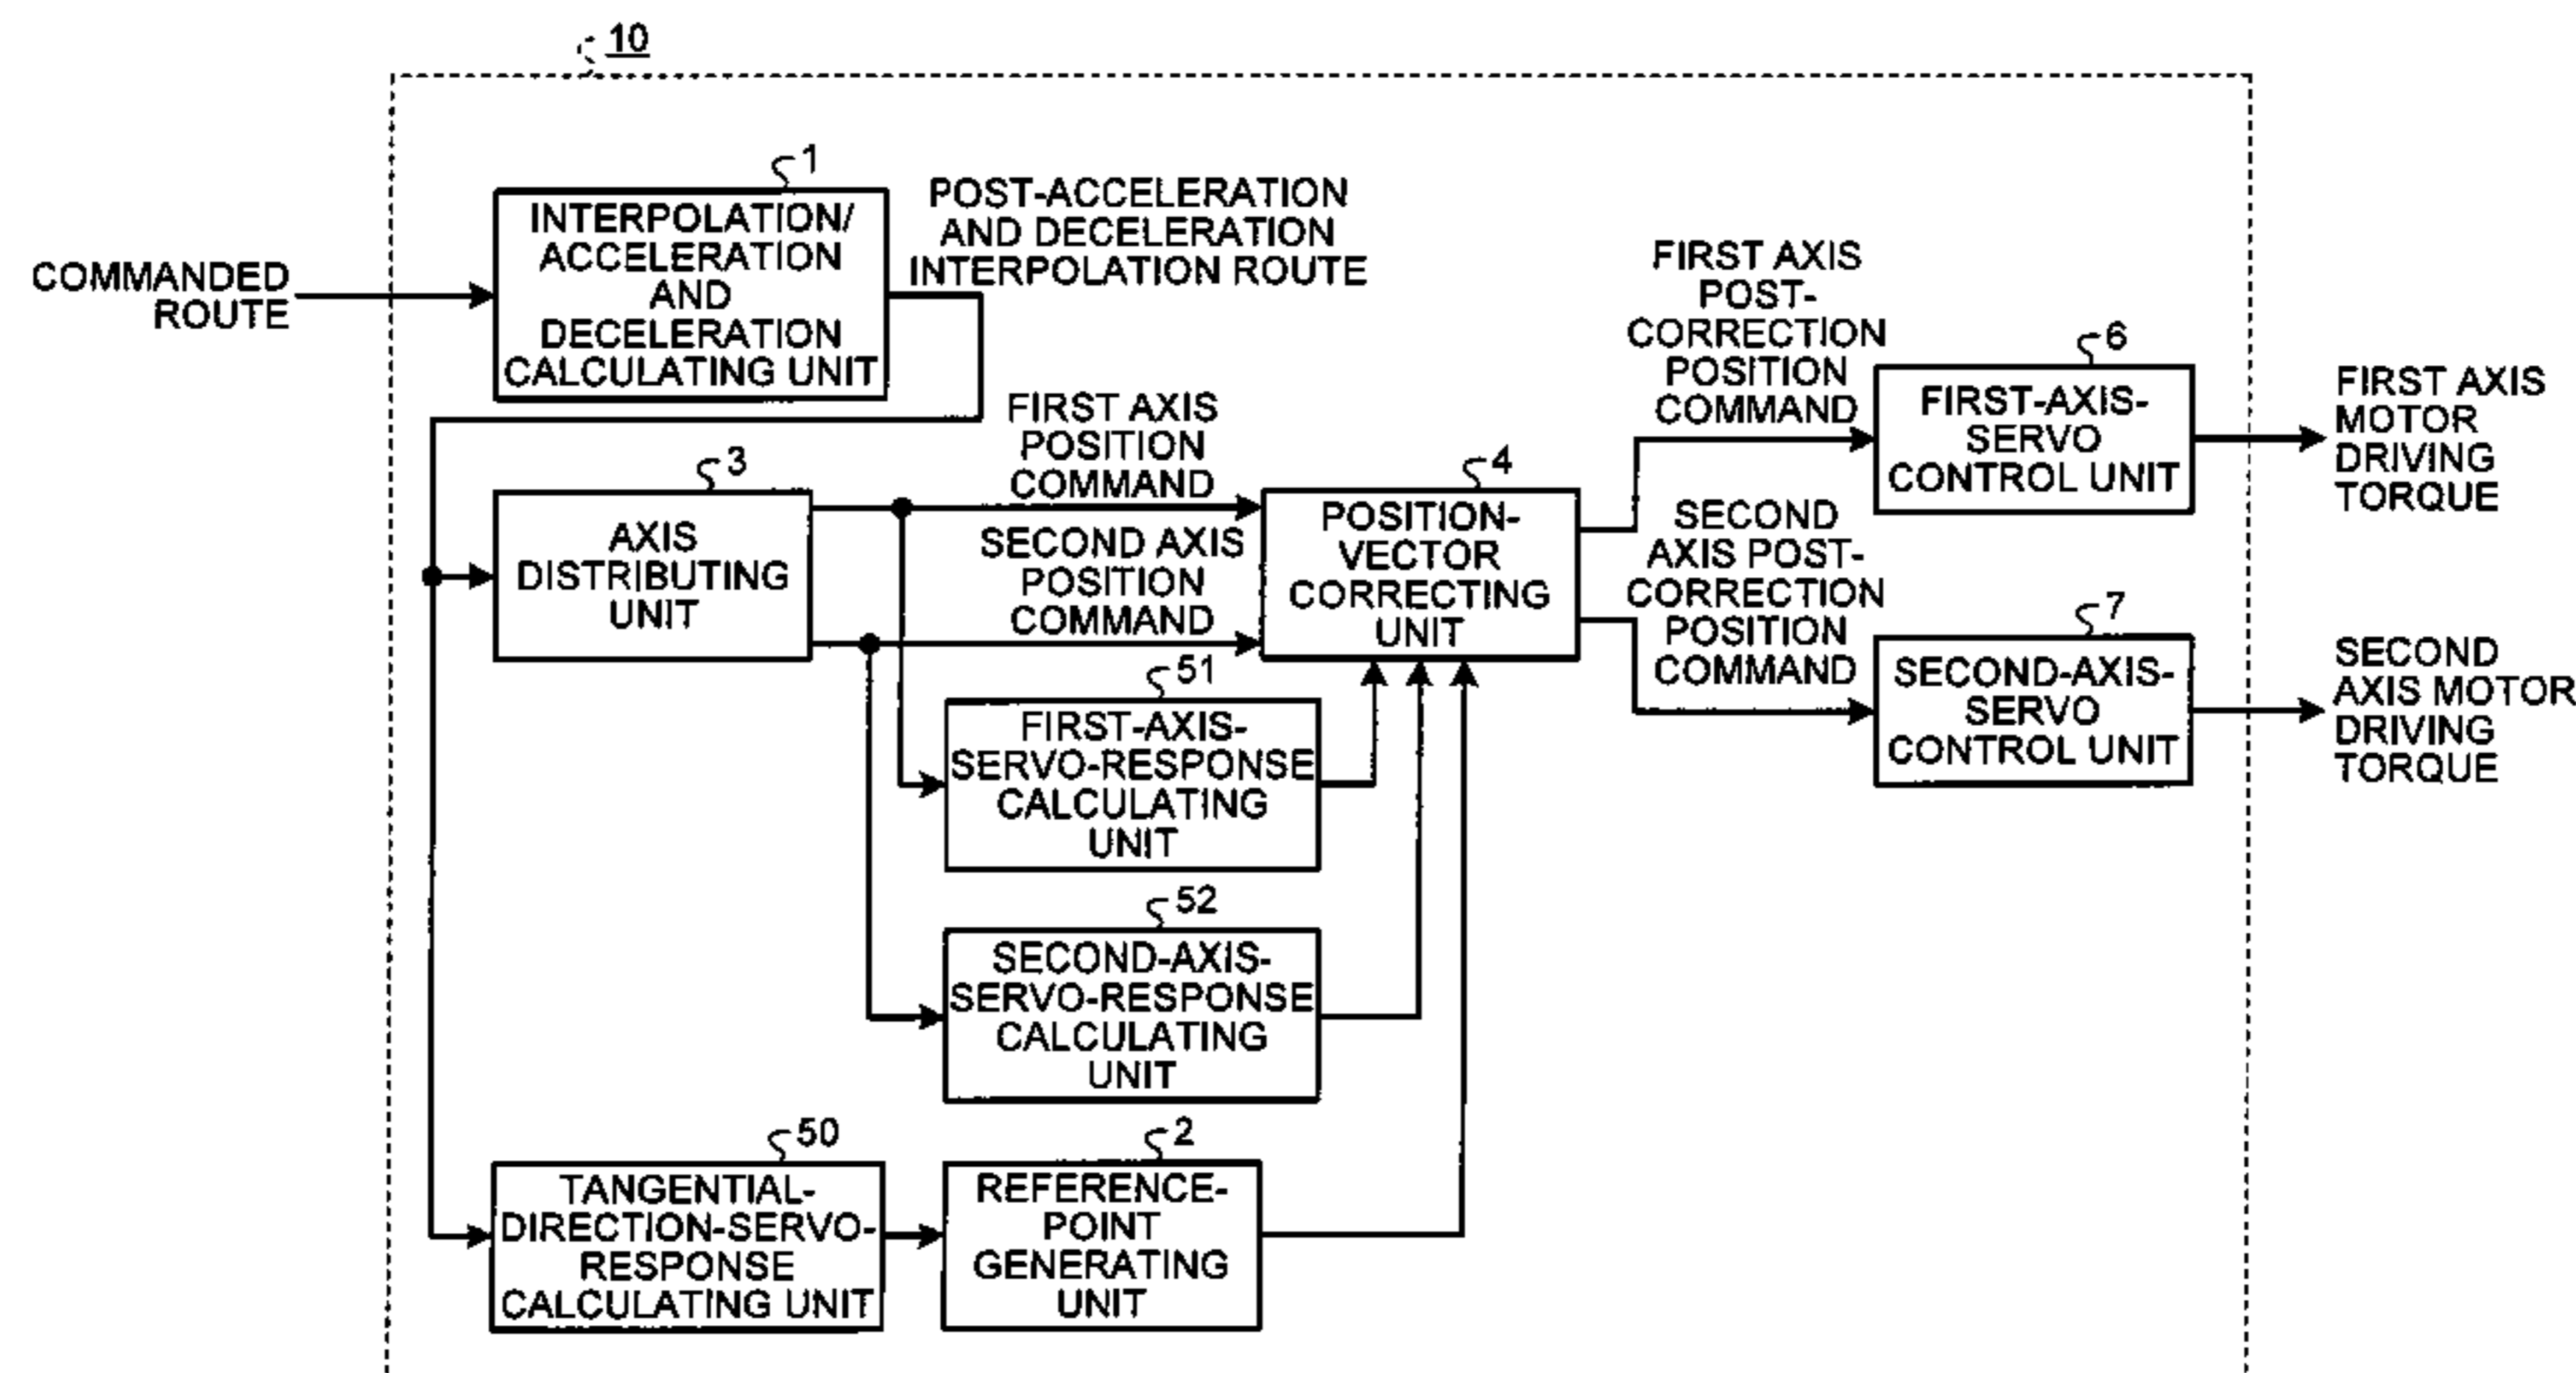 10
1
INTERPOLATION/
ACCELERATION
AND
DECELERATION
CALCULATING UNIT
COMMANDED
ROUTE
POST-ACCELERATION
AND DECELERATION
INTERPOLATION ROUTE
3
AXIS
DISTRIBUTING
UNIT
FIRST AXIS
POSITION
COMMAND
SECOND AXIS
POSITION
COMMAND
4
POSITION-
VECTOR
CORRECTING
UNIT
FIRST AXIS
POST-
CORRECTION
POSITION
COMMAND
SECOND
AXIS POST-
CORRECTION
POSITION
COMMAND
6
FIRST-AXIS-
SERVO
CONTROL UNIT
FIRST AXIS
MOTOR
DRIVING
TORQUE
7
SECOND-AXIS-
SERVO
CONTROL UNIT
SECOND
AXIS MOTOR
DRIVING
TORQUE
51
FIRST-AXIS-
SERVO-RESPONSE
CALCULATING
UNIT
52
SECOND-AXIS-
SERVO-RESPONSE
CALCULATING
UNIT
50
TANGENTIAL-
DIRECTION-SERVO-
RESPONSE
CALCULATING UNIT
2
REFERENCE-
POINT
GENERATING
UNIT